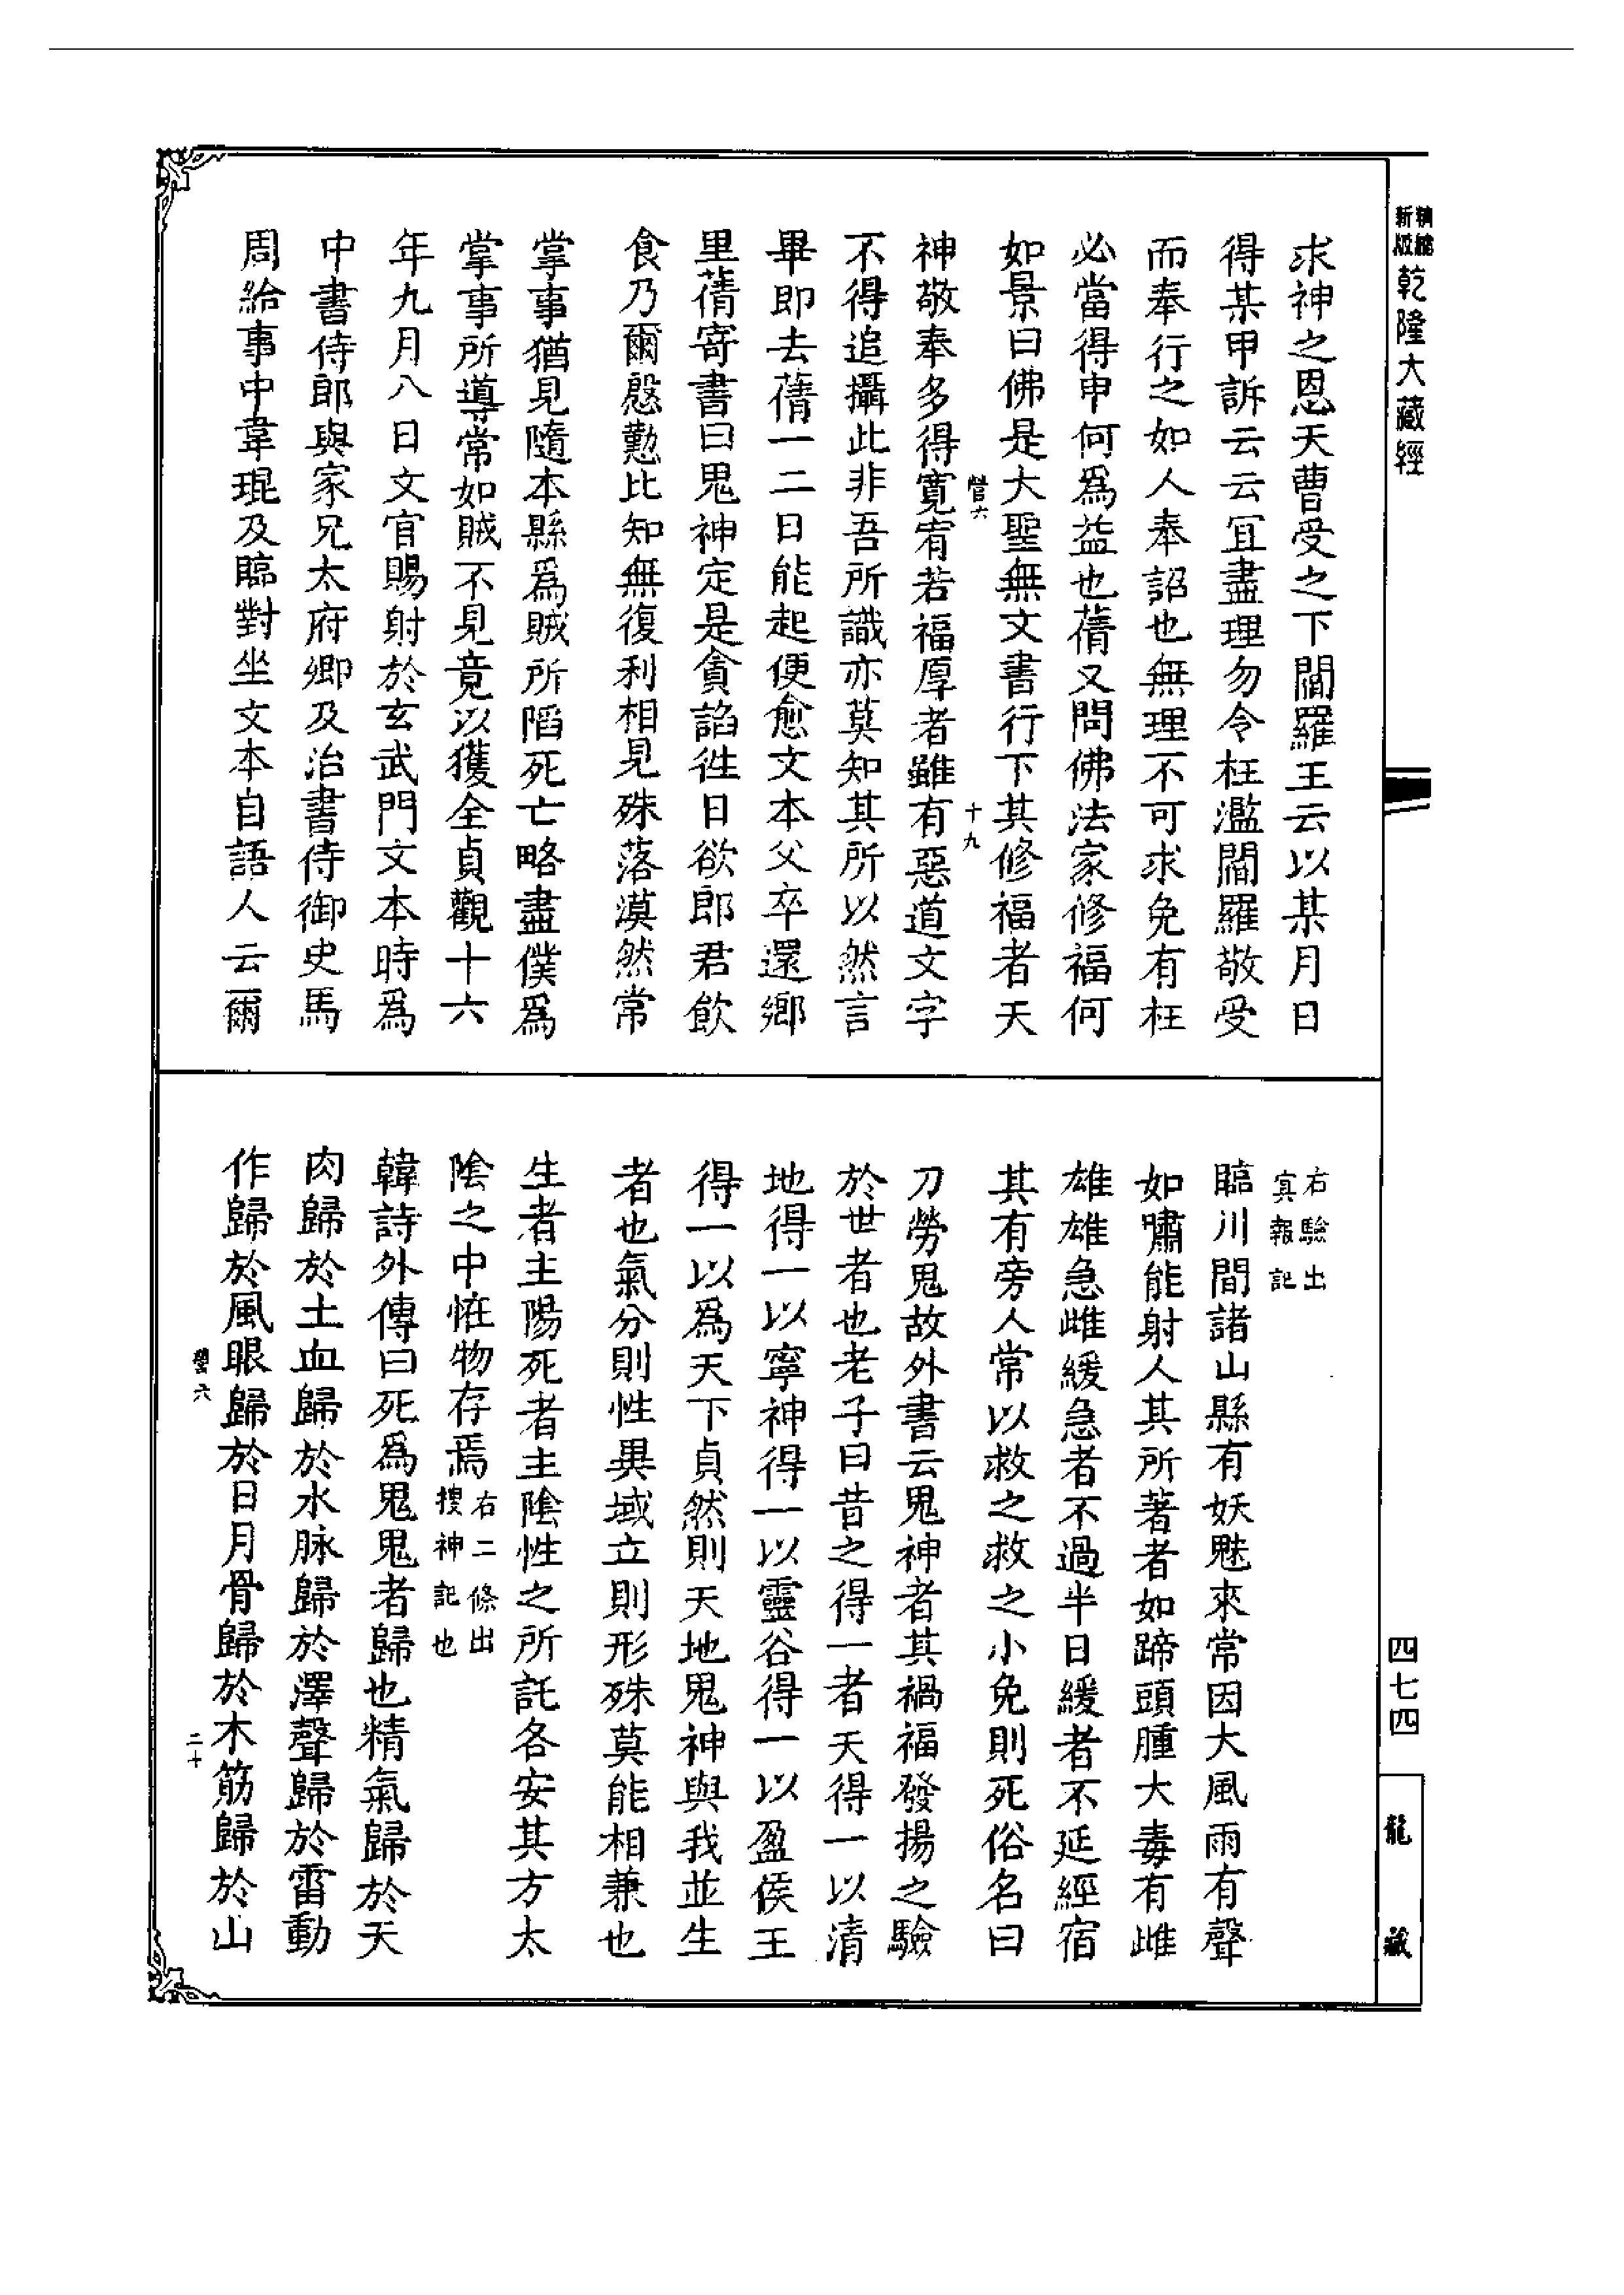 精縮
新版
乾隆大藏經
求神之恩天曹受之下閻羅王云以某月日
得某甲訴云云宜盡理勿令枉濫閻羅敬受
而奉行之如人奉詔也無理不可求免有枉
必當得申何爲益也蒨又問佛法家修福何
如景曰佛是大聖無文書行下其修福者天
營六
十九
神敬奉多得寬宥若福厚者雖有惡道文字
不得追攝此非吾所識亦莫知其所以然言
畢即去蒨一二日能起便愈文本父卒還鄉
里蒨寄書曰鬼神定是貪諂徃日欲郎君飲
食乃爾慇懃比知無復利相見殊落漠然常
掌事猶見隨本縣爲賊所陷死亡略盡僕爲
掌事所導常如賊不見竟以獲全貞觀十六
年九月八日文官賜射於玄武門文本時爲
中書侍郎與家兄太府卿及治書侍御史馬
周給事中韋琨及臨對坐文本自語人云爾
右驗出
冥報記
臨川間諸山縣有妖魅來常因大風雨有聲
如嘯能射人其所著者如蹄頭腫大毒有雌
雄雄急雌緩急者不過半日緩者不延經宿
其有旁人常以救之救之小免則死俗名曰
刀勞鬼故外書云鬼神者其禍福發揚之驗
於世者也老子曰昔之得一者天得一以清
地得一以寧神得一以靈谷得一以盈侯王
得一以爲天下貞然則天地鬼神與我並生
者也氣分則性異域立則形殊莫能相兼也
生者主陽死者主陰性之所託各安其方太
陰之中恠物存焉
右二條出
搜神記也
韓詩外傳曰死爲鬼鬼者歸也精氣歸於天
肉歸於土血歸於水脉歸於澤聲歸於雷動
作歸於風眼歸於日月骨歸於木筋歸於山
營六
二十
四七四
龍藏